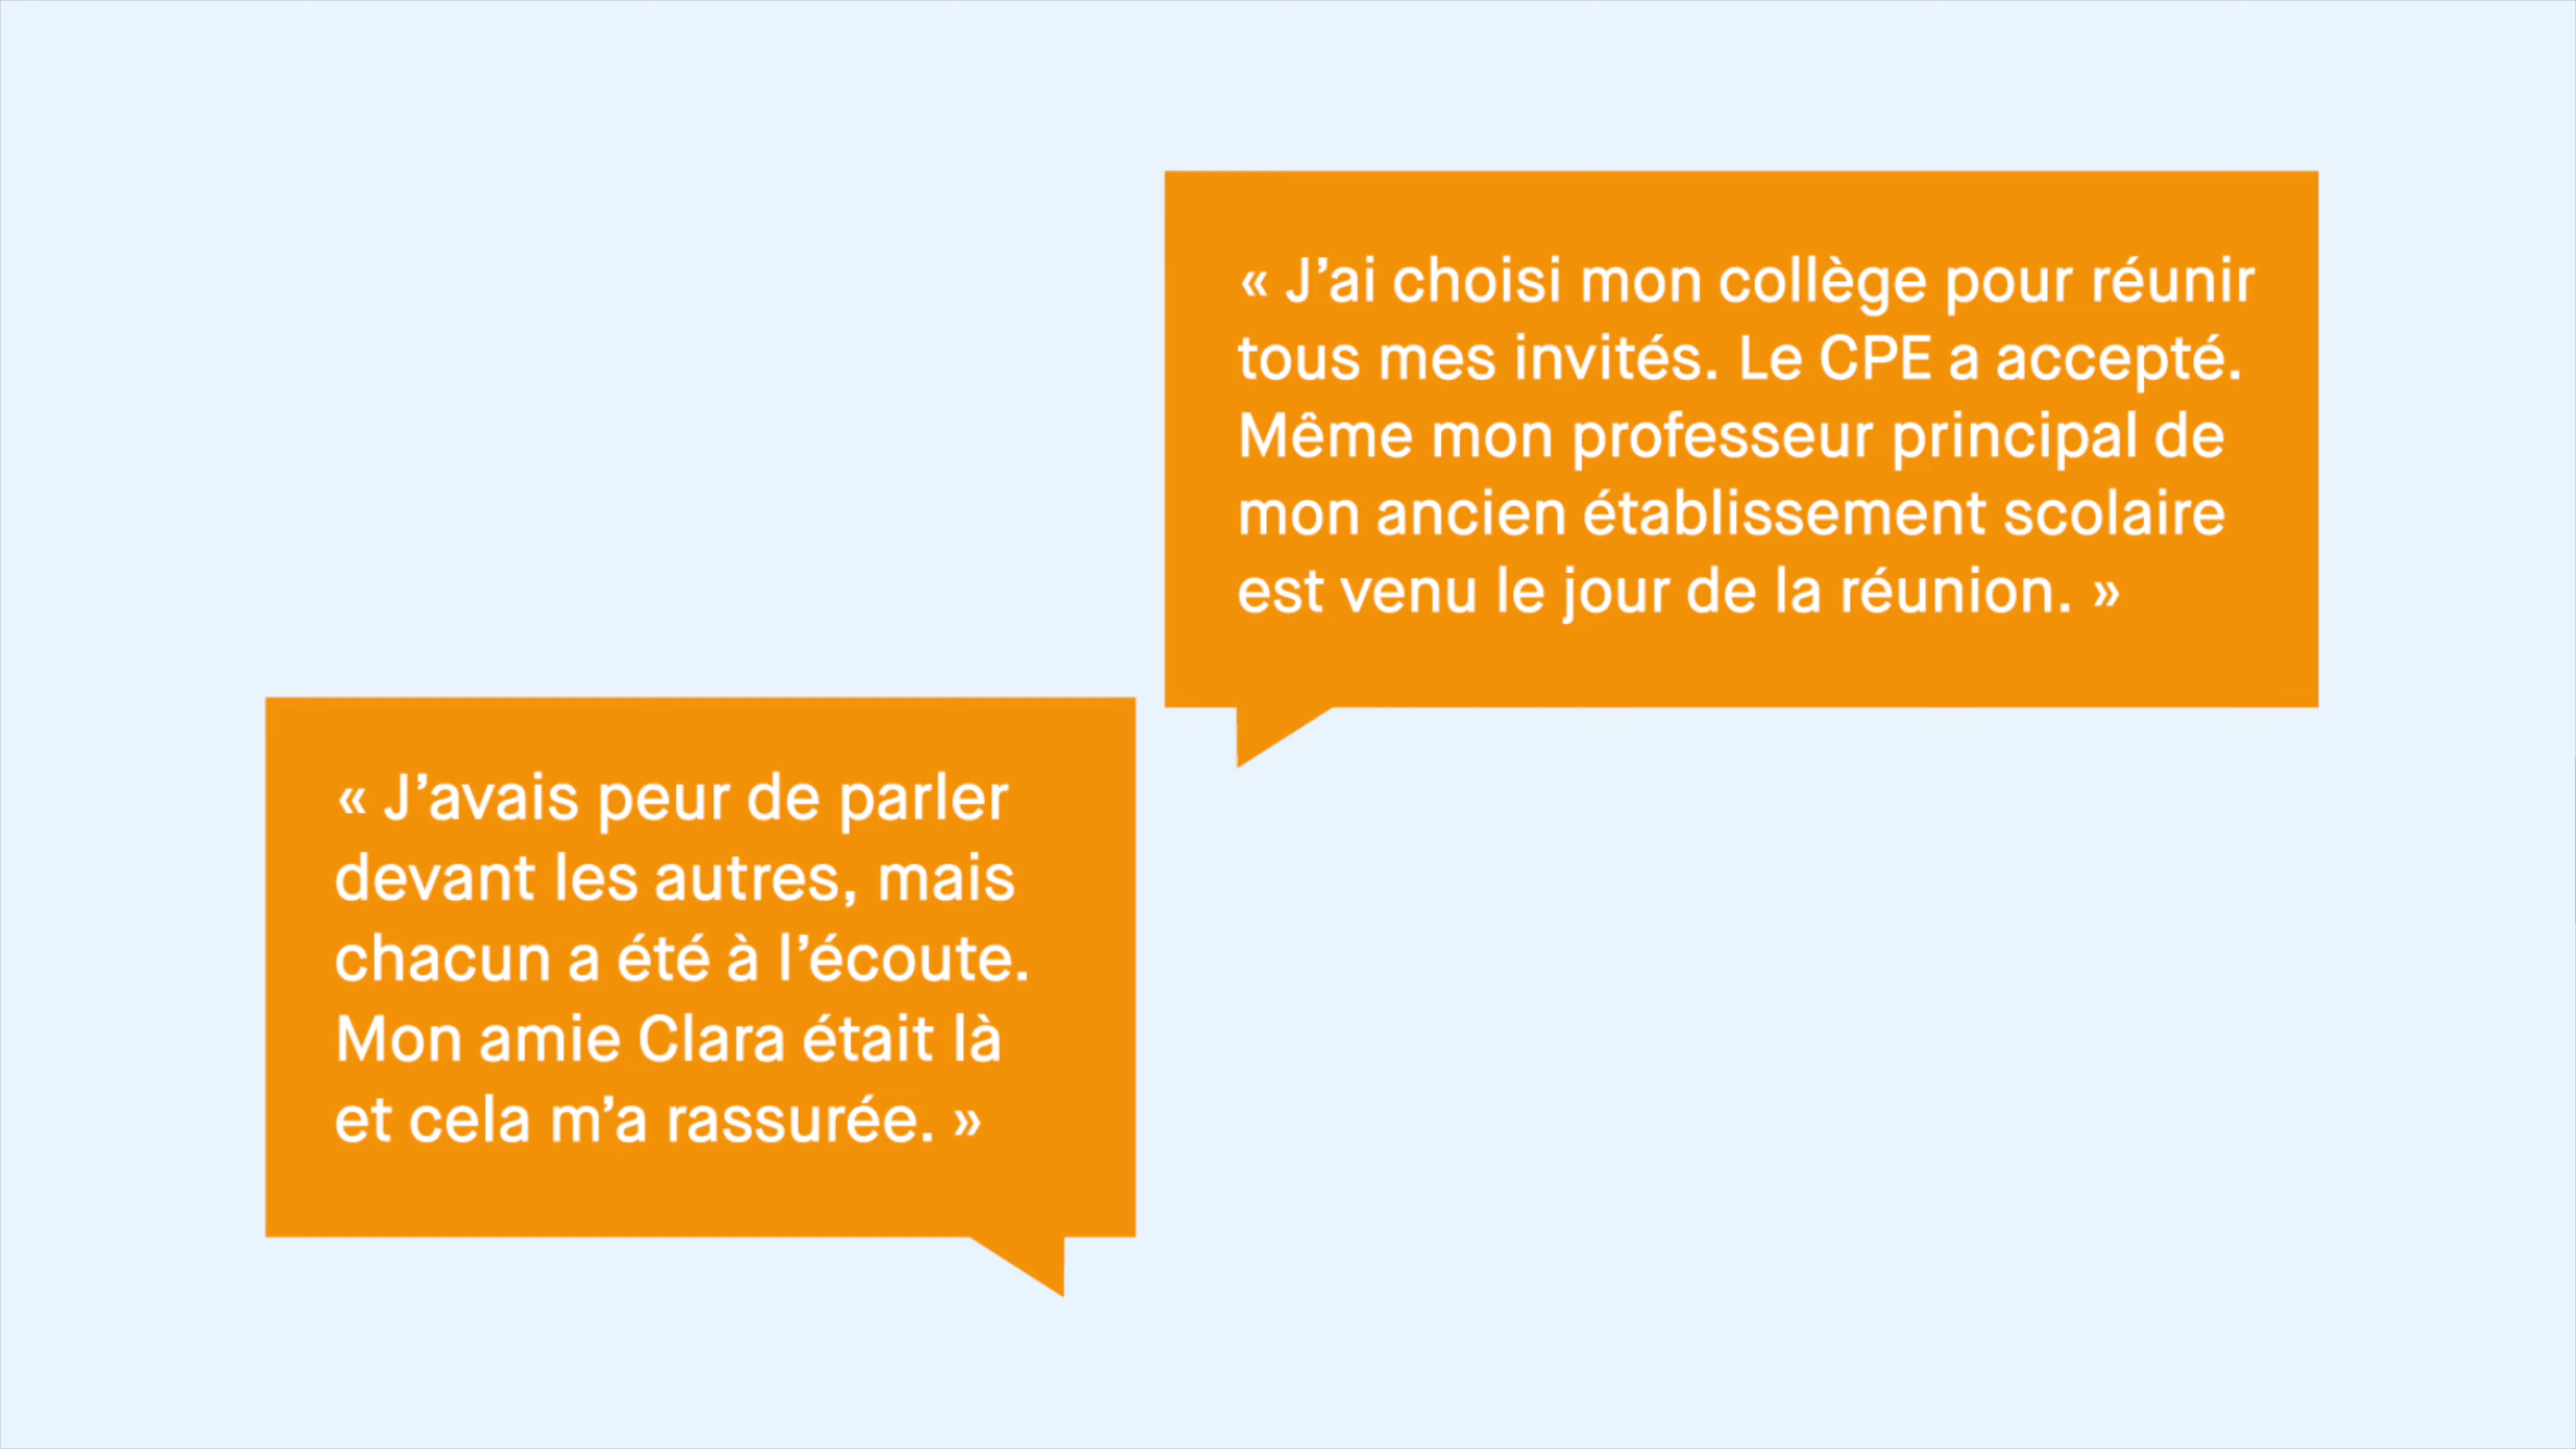 « J’ai choisi mon collège pour réunir
tous mes invités. Le CPE a accepté.
Même mon professeur principal de
mon ancien établissement scolaire
est venu le jour de la réunion. »
« J’avais peur de parler
devant les autres, mais
chacun a été à l’écoute.
Mon amie Clara était là
et cela m’a rassurée. »